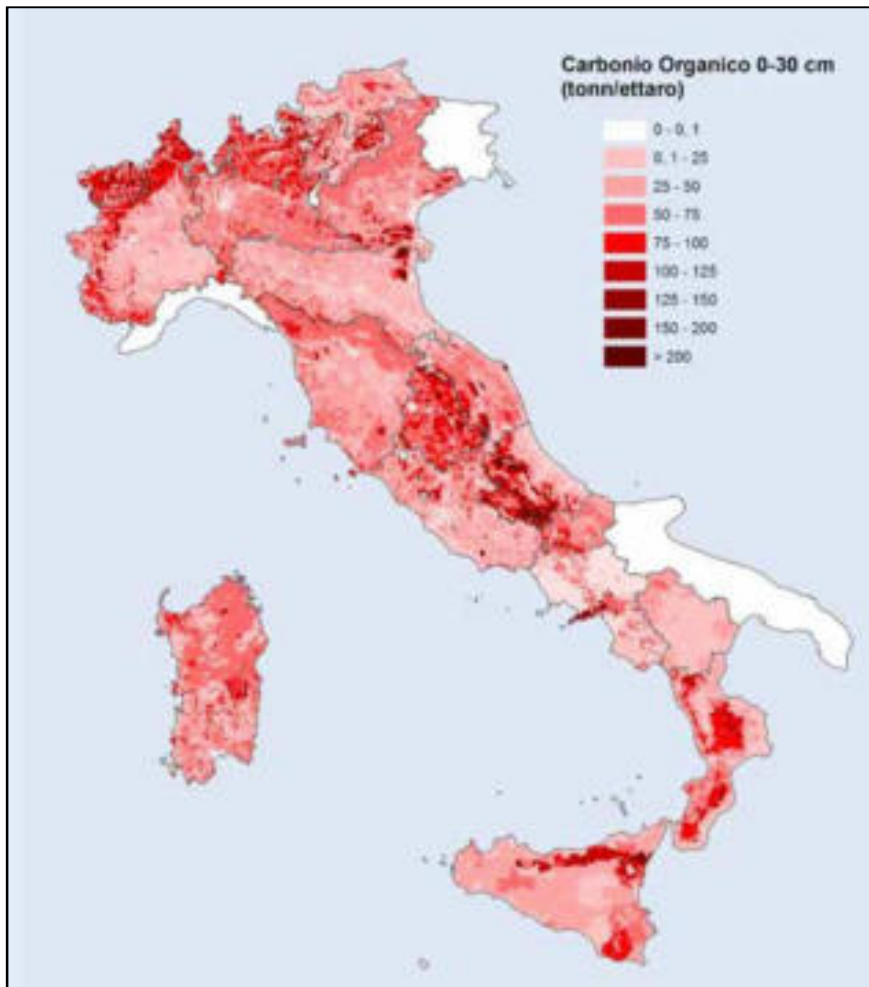 Carbonio Organico 0-30 cm
(tonn/ettaro)
0 - 0. 1
0. 1 - 25
25 - 50
50 - 75
75 - 100
100 - 125
125 - 150
150 - 200
> 200